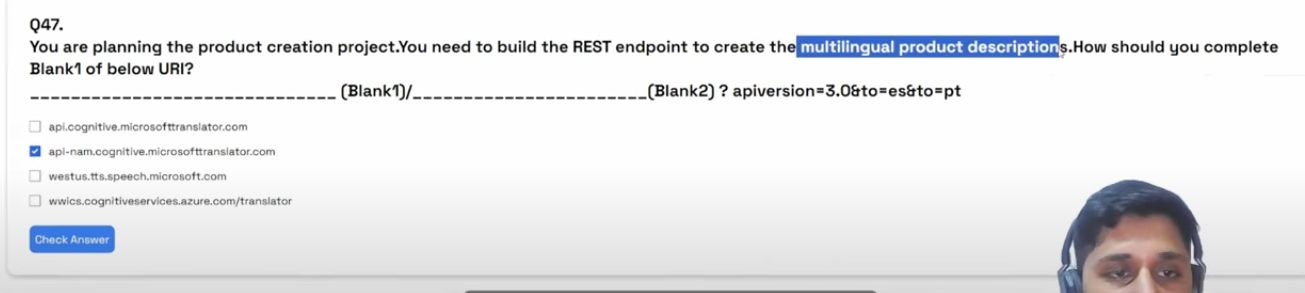 Q47.
You are planning the product creation project.You need to build the REST endpoint to create the multilingual product descriptions.How should you complete
Blank1 of below URI?
______________________________ (Blank1)/_______________________(Blank2) ? apiversion=3.0&to=es&to=pt
api.cognitive.microsofttranslator.com
api-nam.cognitive.microsofttranslator.com
westus.tts.speech.microsoft.com
wwics.cognitiveservices.azure.com/translator
Check Answer